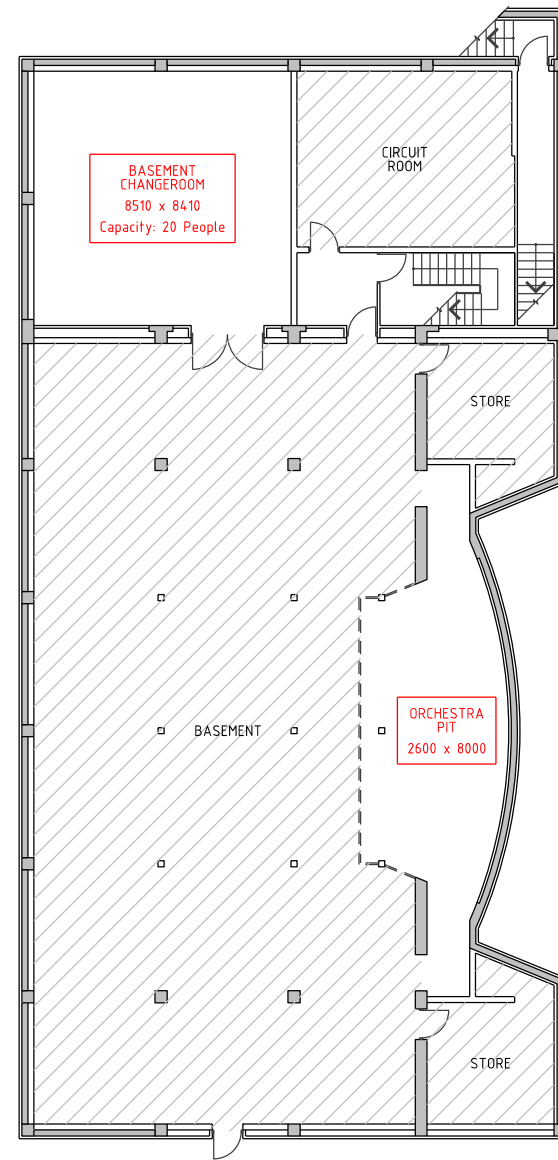 BASEMENT
CHANGEROOM
8510 x 8410
Capacity: 20 People
CIRCUIT
ROOM
STORE
BASEMENT
ORCHESTRA
PIT
2600 x 8000
STORE